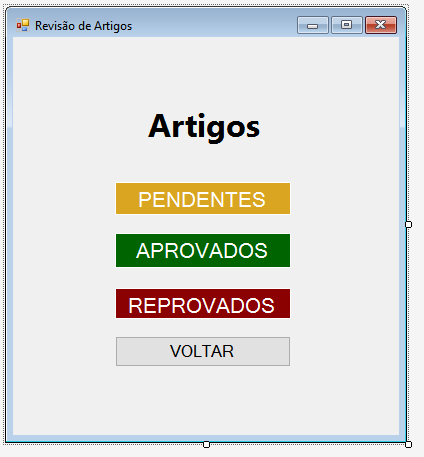 Revisão de Artigos
Artigos
PENDENTES
APROVADOS
REPROVADOS
VOLTAR